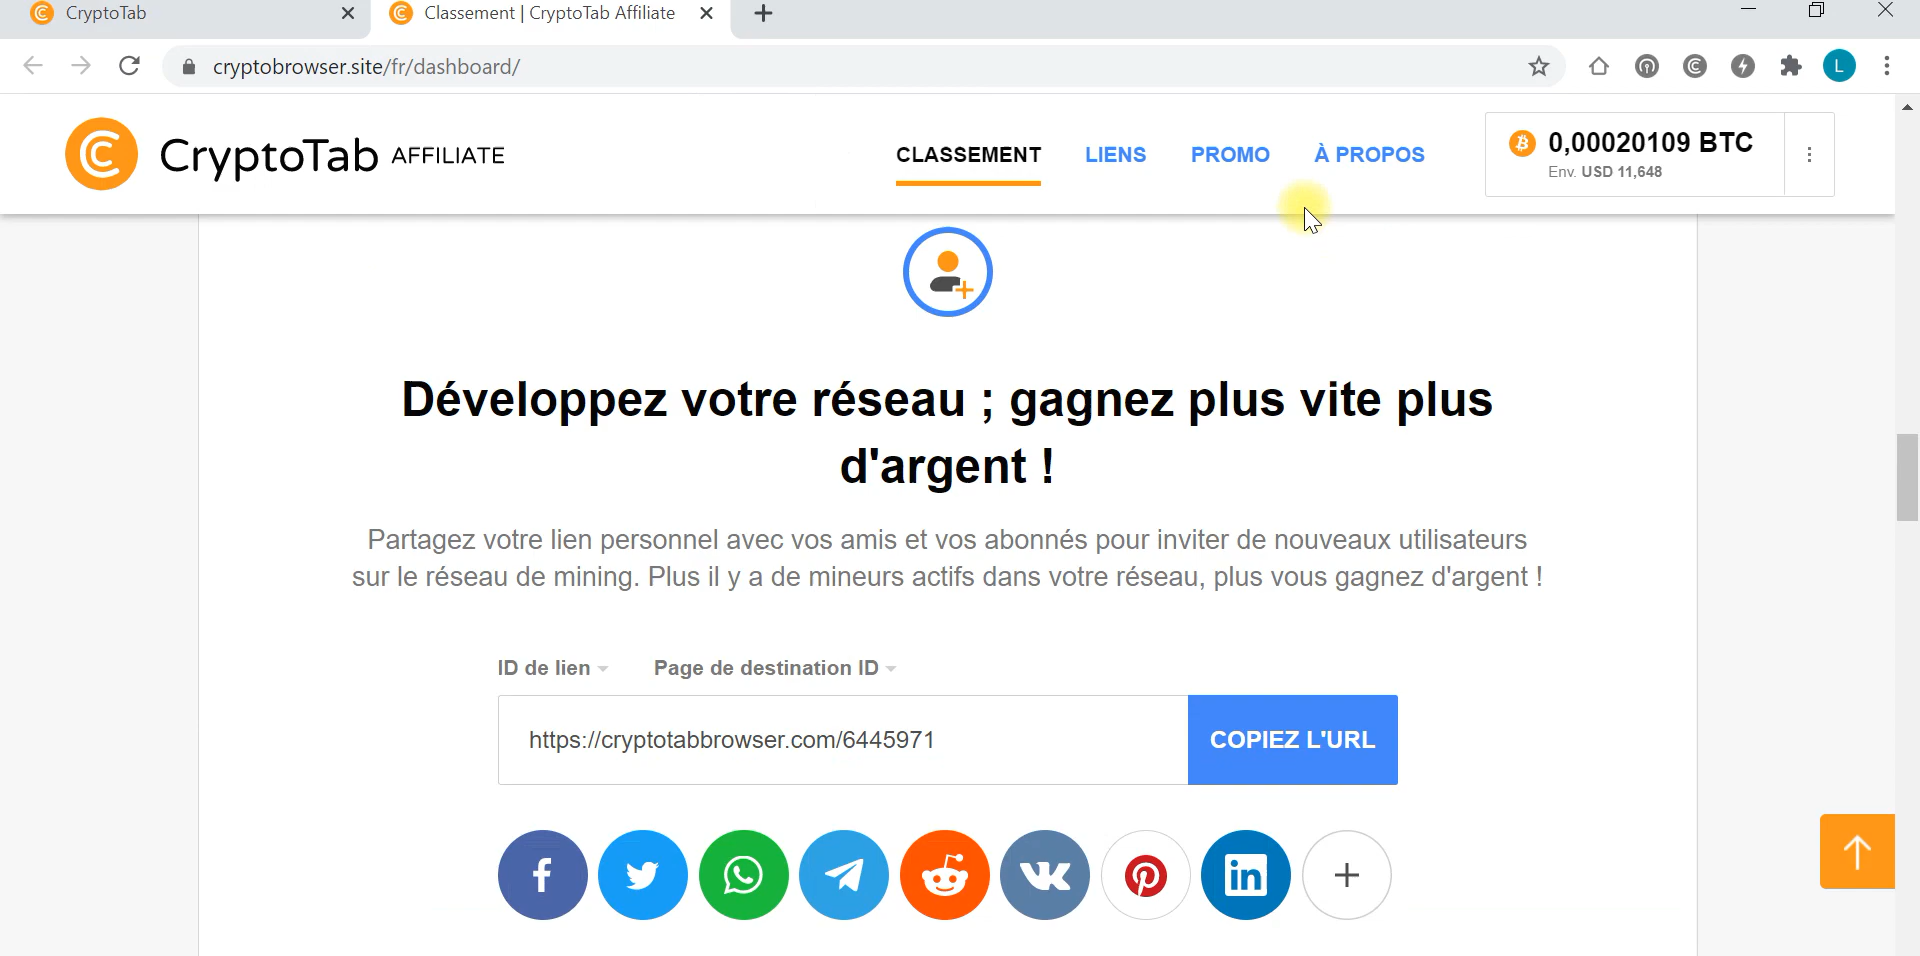 CryptoTab
Classement | CryptoTab Affiliate
cryptobrowser.site/fr/dashboard/
L
CryptoTab AFFILIATE
CLASSEMENT
LIENS
PROMO
À PROPOS
0,00020109 BTC
Env. USD 11,648
Développez votre réseau ; gagnez plus vite plus
d'argent !
Partagez votre lien personnel avec vos amis et vos abonnés pour inviter de nouveaux utilisateurs
sur le réseau de mining. Plus il y a de mineurs actifs dans votre réseau, plus vous gagnez d'argent !
ID de lien
Page de destination ID
https://cryptotabbrowser.com/6445971
COPIEZ L'URL